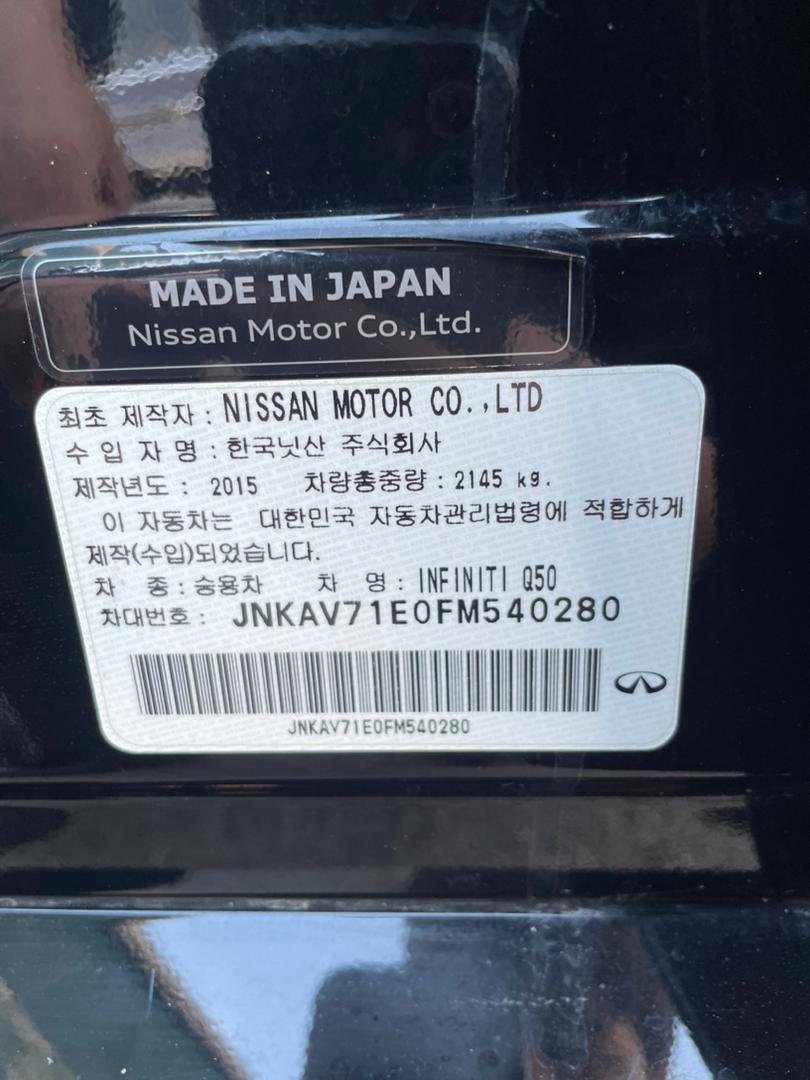 MADE IN JAPAN
Nissan Motor Co.,Ltd.
최초 제작자 : NISSAN MOTOR CO.,LTD
수 입 자 명 : 한국닛산 주식회사
제작년도 : 2015 차량총중량 : 2145 kg.
이 자동차는 대한민국 자동차관리법령에 적합하게
제작(수입)되었습니다.
차 종 : 승용차 차 명 : INFINITI Q50
차대번호 : JNKAV71E0FM540280
JNKAV71E0FM540280